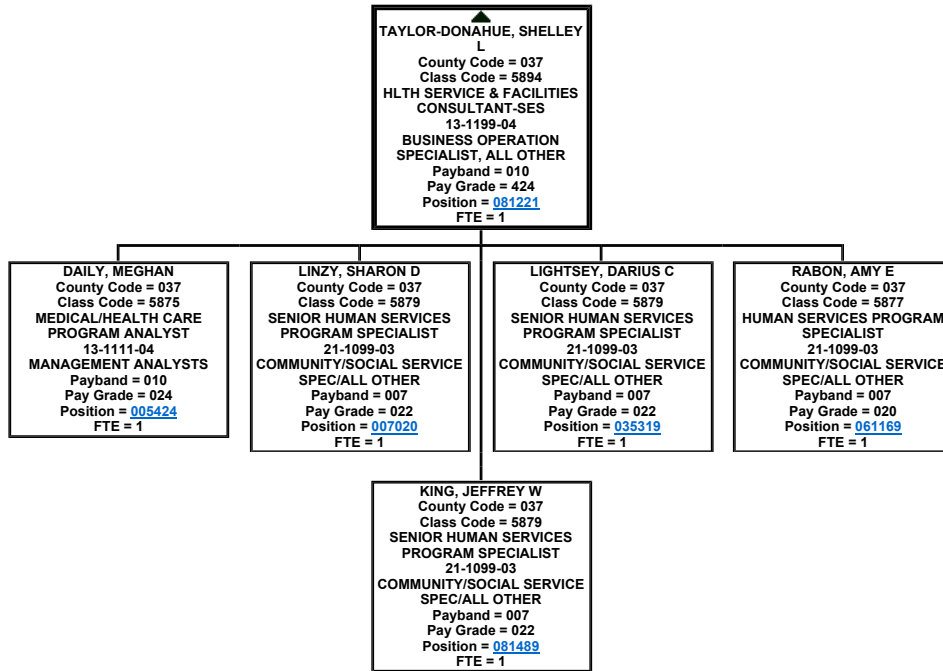 TAYLOR-DONAHUE, SHELLEY
L
County Code = 037
Class Code = 5894
HLTH SERVICE & FACILITIES
CONSULTANT-SES
13-1199-04
BUSINESS OPERATION
SPECIALIST, ALL OTHER
Payband = 010
Pay Grade = 424
Position = 081221
FTE = 1
DAILY, MEGHAN
County Code = 037
Class Code = 5875
MEDICAL/HEALTH CARE
PROGRAM ANALYST
13-1111-04
MANAGEMENT ANALYSTS
Payband = 010
Pay Grade = 024
Position = 005424
FTE = 1
LINZY, SHARON D
County Code = 037
Class Code = 5879
SENIOR HUMAN SERVICES
PROGRAM SPECIALIST
21-1099-03
COMMUNITY/SOCIAL SERVICE
SPEC/ALL OTHER
Payband = 007
Pay Grade = 022
Position = 007020
FTE = 1
LIGHTSEY, DARIUS C
County Code = 037
Class Code = 5879
SENIOR HUMAN SERVICES
PROGRAM SPECIALIST
21-1099-03
COMMUNITY/SOCIAL SERVICE
SPEC/ALL OTHER
Payband = 007
Pay Grade = 022
Position = 035319
FTE = 1
RABON, AMY E
County Code = 037
Class Code = 5877
HUMAN SERVICES PROGRAM
SPECIALIST
21-1099-03
COMMUNITY/SOCIAL SERVICE
SPEC/ALL OTHER
Payband = 007
Pay Grade = 020
Position = 061169
FTE = 1
KING, JEFFREY W
County Code = 037
Class Code = 5879
SENIOR HUMAN SERVICES
PROGRAM SPECIALIST
21-1099-03
COMMUNITY/SOCIAL SERVICE
SPEC/ALL OTHER
Payband = 007
Pay Grade = 022
Position = 081489
FTE = 1